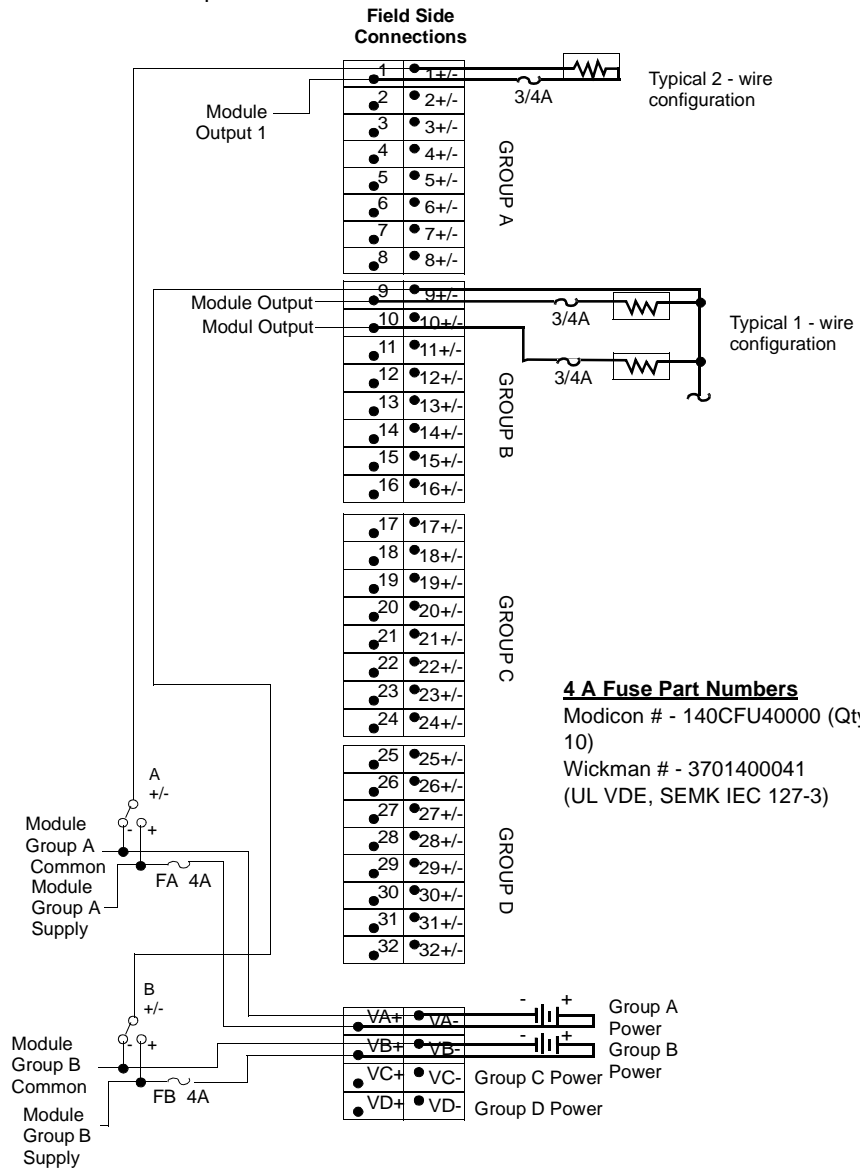 Field Side
Connections
1 1+/-
2 2+/-
3 3+/-
4 4+/-
5 5+/-
6 6+/-
7 7+/-
8 8+/-
GROUP A
Module
Output 1
3/4A
Typical 2 - wire
configuration
9 9+/-
10 10+/-
11 11+/-
12 12+/-
13 13+/-
14 14+/-
15 15+/-
16 16+/-
GROUP B
Module Output
Modul Output
3/4A
3/4A
Typical 1 - wire
configuration
17 17+/-
18 18+/-
19 19+/-
20 20+/-
21 21+/-
22 22+/-
23 23+/-
24 24+/-
GROUP C
4 A Fuse Part Numbers
Modicon # - 140CFU40000 (Qty
10)
Wickman # - 3701400041
(UL VDE, SEMK IEC 127-3)
25 25+/-
26 26+/-
27 27+/-
28 28+/-
29 29+/-
30 30+/-
31 31+/-
32 32+/-
GROUP D
A
+/-
- +
Module
Group A
Common
Module
Group A
Supply
FA 4A
B
+/-
- +
Module
Group B
Common
Module
Group B
Supply
FB 4A
VA+ VA-
VB+ VB-
VC+ VC- Group C Power
VD+ VD- Group D Power
- +
Group A
Power
- +
Group B
Power